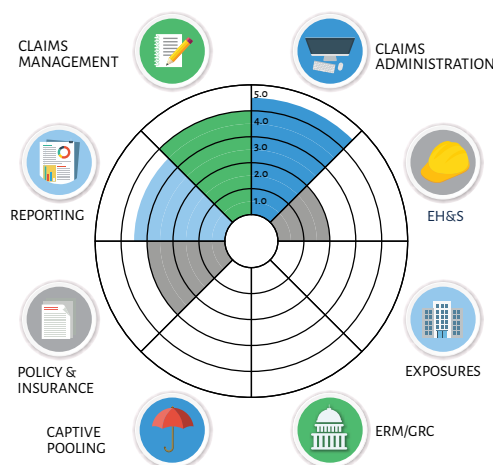 CLAIMS
MANAGEMENT
CLAIMS
ADMINISTRATION
5.0
4.0
3.0
2.0
1.0
REPORTING
EH&S
POLICY &
INSURANCE
EXPOSURES
CAPTIVE
POOLING
ERM/GRC